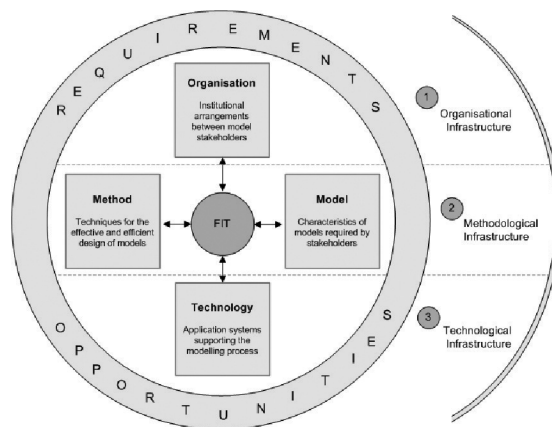 REQUIREMENTS
Organisation
Institutional
arrangements
between model
stakeholders
1
Organisational
Infrastructure
Method
Techniques for the
effective and efficient
design of models
FIT
Model
Characteristics of
models required by
stakeholders
2
Methodological
Infrastructure
Technology
Application systems
supporting the
modelling process
3
Technological
Infrastructure
OPPORTUNITIES